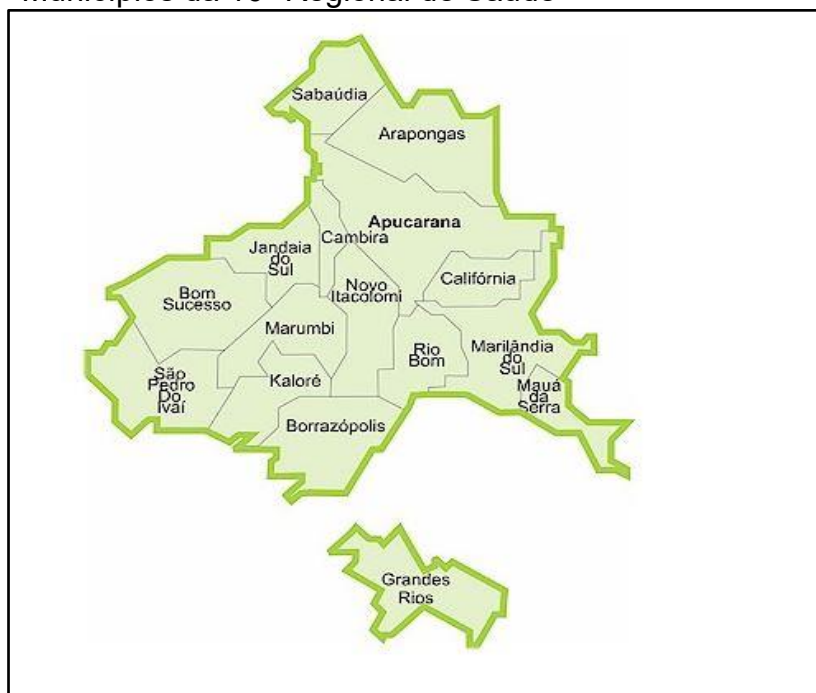 Sabaúdia
Arapongas
Apucarana
Cambira
Jandaia
do
Sul
Califórnia
Novo
Itacolomi
Bom
Sucesso
Marumbi
Rio
Bom
Marilândia
do
Sul
São
Pedro
Do
Ivaí
Kaloré
Mauá
da
Serra
Borrazópolis
Grandes
Rios